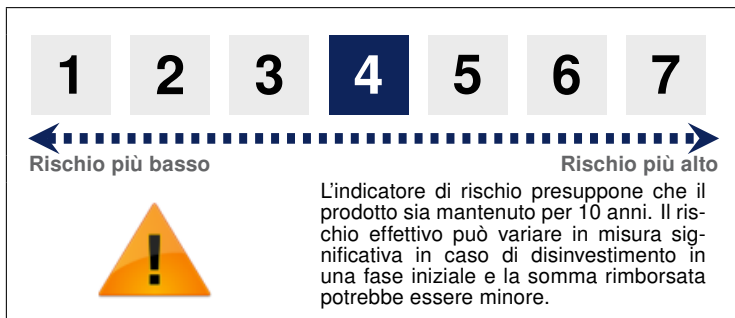 1 2 3 4 5 6 7
Rischio più basso Rischio più alto
L'indicatore di rischio presuppone che il
prodotto sia mantenuto per 10 anni. Il ris-
chio effettivo può variare in misura sig-
nificativa in caso di disinvestimento in
una fase iniziale e la somma rimborsata
potrebbe essere minore.